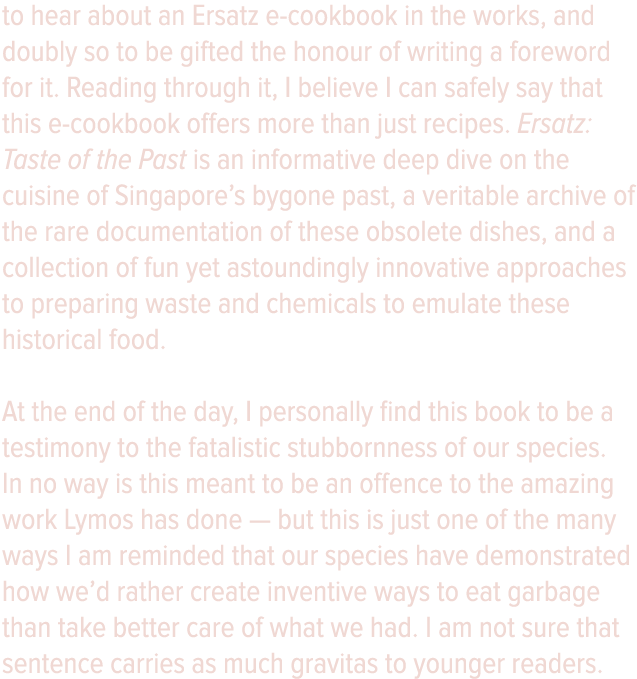 to hear about an Ersatz e-cookbook in the works, and
doubly so to be gifted the honour of writing a foreword
for it. Reading through it, I believe I can safely say that
this e-cookbook offers more than just recipes. Ersatz:
Taste of the Past is an informative deep dive on the
cuisine of Singapore’s bygone past, a veritable archive of
the rare documentation of these obsolete dishes, and a
collection of fun yet astoundingly innovative approaches
to preparing waste and chemicals to emulate these
historical food.
At the end of the day, I personally find this book to be a
testimony to the fatalistic stubbornness of our species.
In no way is this meant to be an offence to the amazing
work Lymos has done — but this is just one of the many
ways I am reminded that our species have demonstrated
how we’d rather create inventive ways to eat garbage
than take better care of what we had. I am not sure that
sentence carries as much gravitas to younger readers.